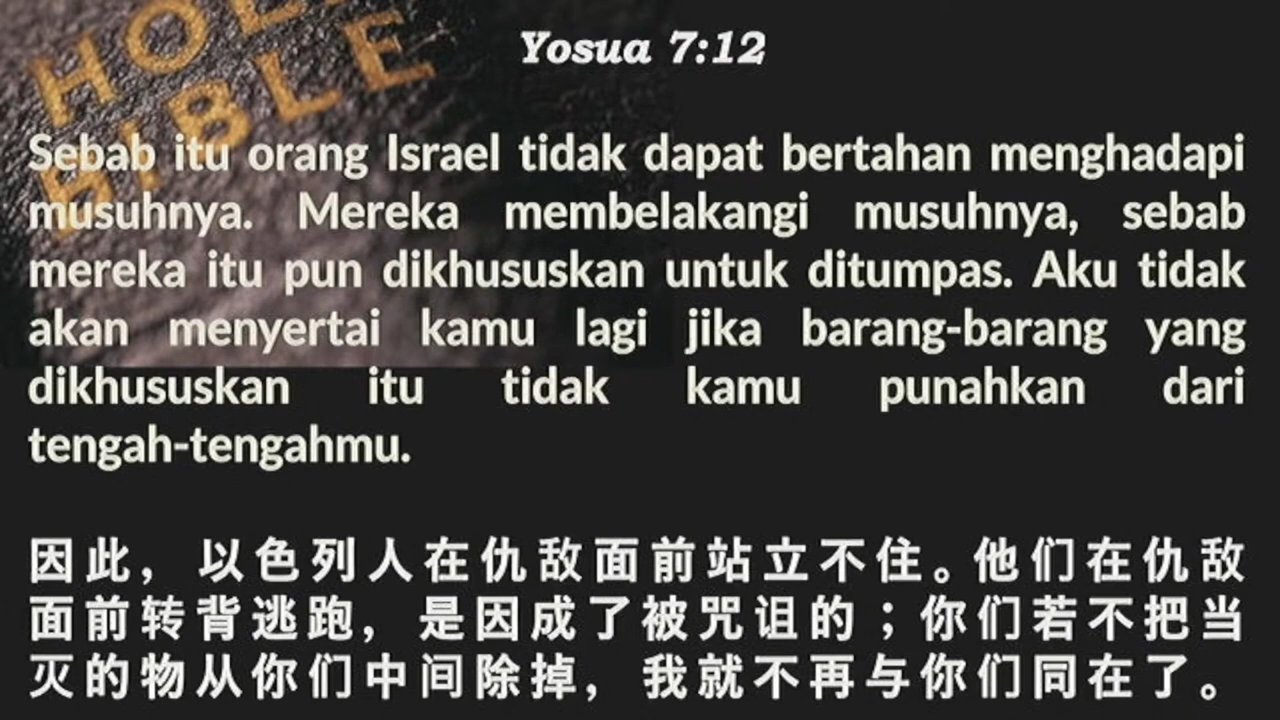 HOLY
BIBLE
Yosua 7:12
Sebab itu orang Israel tidak dapat bertahan menghadapi
musuhnya. Mereka membelakangi musuhnya, sebab
mereka itu pun dikhususkan untuk ditumpas. Aku tidak
akan menyertai kamu lagi jika barang-barang yang
dikhususkan itu tidak kamu punahkan dari
tengah-tengahmu.
因此，以色列人在仇敌面前站立不住。他们在仇敌
面前转背逃跑，是因成了被咒诅的；你们若不把当
灭的物从你们中间除掉，我就不再与你们同在了。